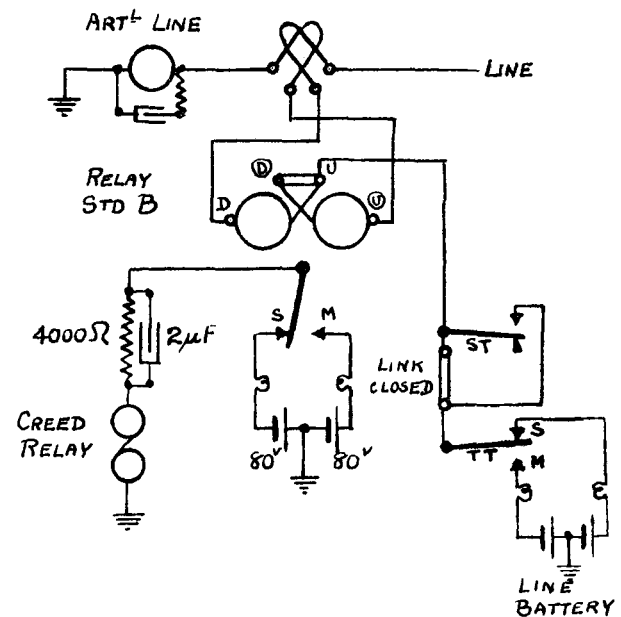 ARTᴸ LINE
LINE
RELAY
STD B
D
D
U
U
S
M
4000Ω
2µF
ST
LINK
CLOSED
CREED
RELAY
80ᵛ
80ᵛ
S
TT
M
LINE
BATTERY